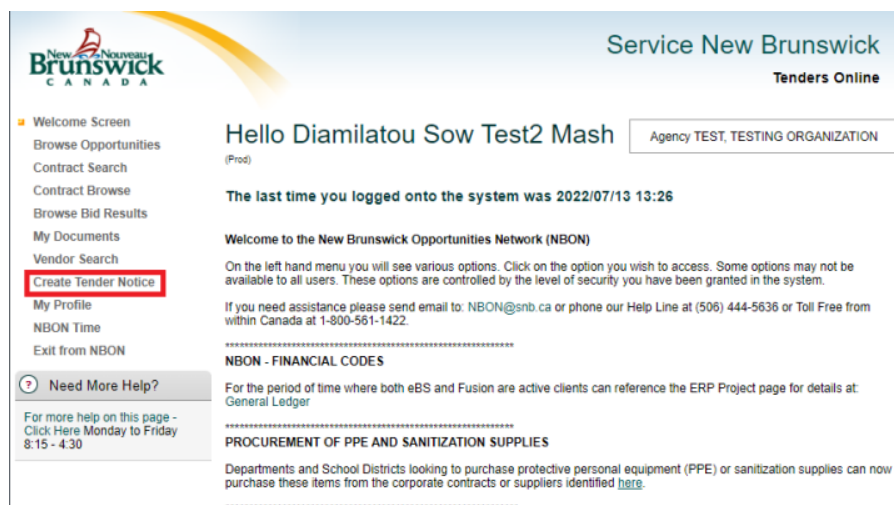 New Nouveau
Brunswick
CANADA
Service New Brunswick
Tenders Online
Welcome Screen
Browse Opportunities
Contract Search
Contract Browse
Browse Bid Results
My Documents
Vendor Search
Create Tender Notice
My Profile
NBON Time
Exit from NBON
? Need More Help?
For more help on this page -
Click Here Monday to Friday
8:15 - 4:30
Hello Diamilatou Sow Test2 Mash
Agency TEST, TESTING ORGANIZATION
(Prod)
The last time you logged onto the system was 2022/07/13 13:26
Welcome to the New Brunswick Opportunities Network (NBON)
On the left hand menu you will see various options. Click on the option you wish to access. Some options may not be
available to all users. These options are controlled by the level of security you have been granted in the system.
If you need assistance please send email to: NBON@snb.ca or phone our Help Line at (506) 444-5636 or Toll Free from
within Canada at 1-800-561-1422.
************************************************************
NBON - FINANCIAL CODES
For the period of time where both eBS and Fusion are active clients can reference the ERP Project page for details at:
General Ledger
************************************************************
PROCUREMENT OF PPE AND SANITIZATION SUPPLIES
Departments and School Districts looking to purchase protective personal equipment (PPE) or sanitization supplies can now
purchase these items from the corporate contracts or suppliers identified here.